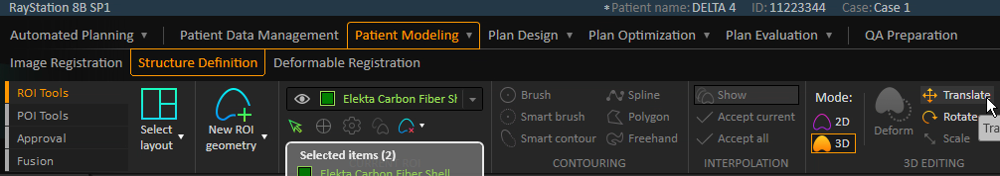 RayStation 8B SP1 *Patient name: DELTA 4 ID: 11223344 Case: Case 1
Automated Planning Patient Data Management Patient Modeling Plan Design Plan Optimization Plan Evaluation QA Preparation
Image Registration Structure Definition Deformable Registration
ROI Tools
POI Tools
Approval
Fusion
Select
layout
New ROI
geometry
Elekta Carbon Fiber Sh
Selected items (2)
Elekta Carbon Fiber Shell
Brush Spline
Smart brush Polygon
Smart contour Freehand
CONTOURING
Show
Accept current
Accept all
INTERPOLATION
Mode:
2D
3D
Deform
Translate
Rotate
Scale
Tra
3D EDITING